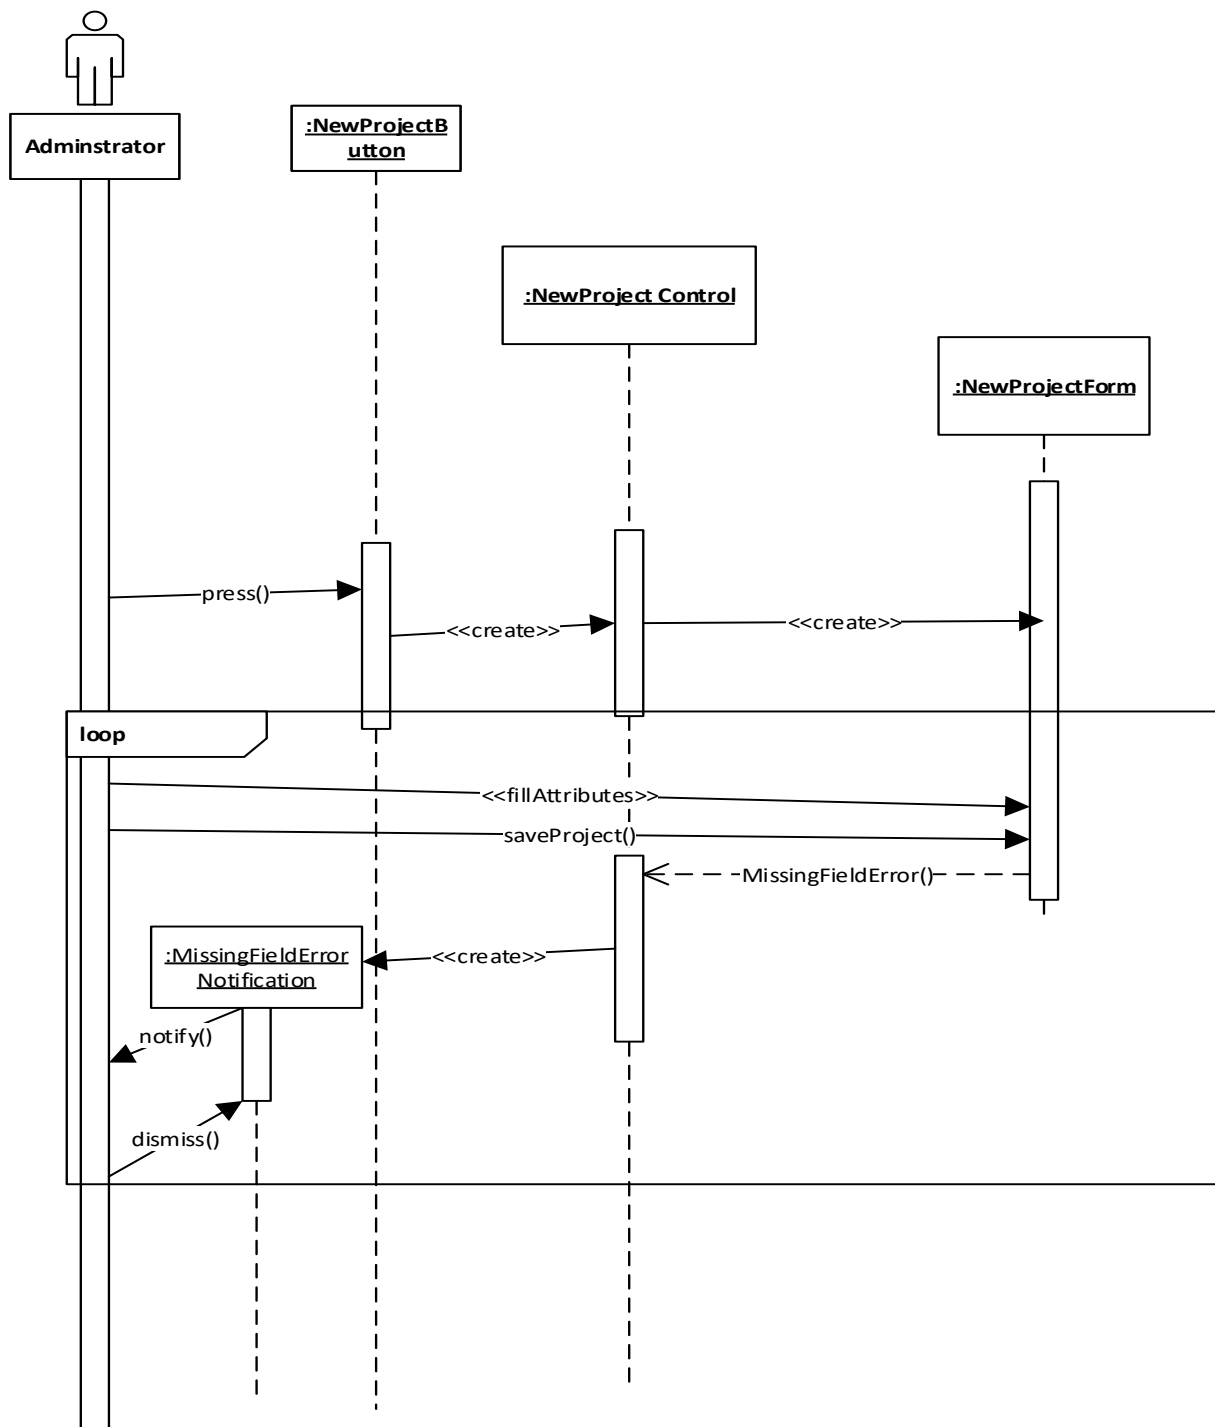 Adminstrator
:NewProjectB
utton
:NewProject Control
:NewProjectForm
press()
<<create>>
<<create>>
loop
<<fillAttributes>>
saveProject()
MissingFieldError()
:MissingFieldError
Notification
<<create>>
notify()
dismiss()